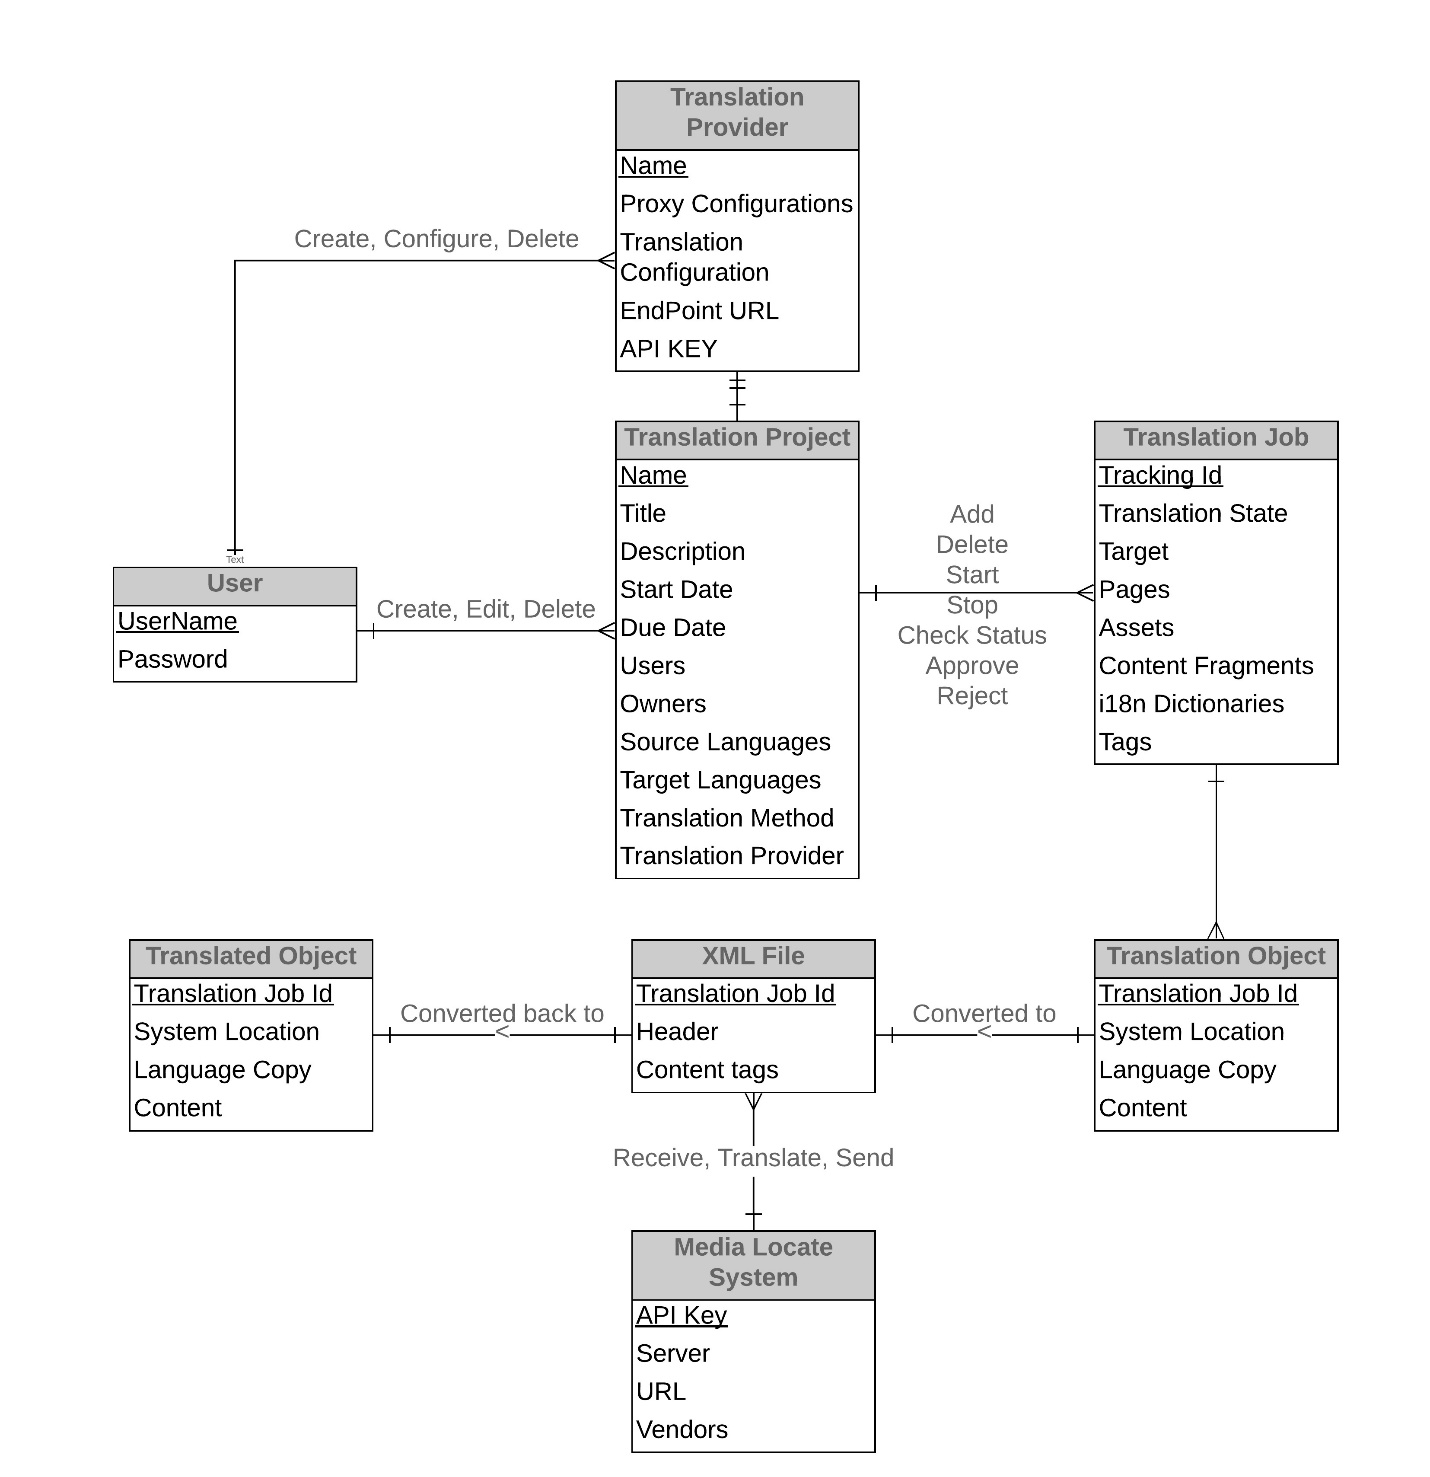 Translation
Provider
Name
Proxy Configurations
Translation
Configuration
EndPoint URL
API KEY
Create, Configure, Delete
Text
User
UserName
Password
Create, Edit, Delete
Translation Project
Name
Title
Description
Start Date
Due Date
Users
Owners
Source Languages
Target Languages
Translation Method
Translation Provider
Add
Delete
Start
Stop
Check Status
Approve
Reject
Translation Job
Tracking Id
Translation State
Target
Pages
Assets
Content Fragments
i18n Dictionaries
Tags
Translated Object
Translation Job Id
System Location
Language Copy
Content
Converted back to
<
XML File
Translation Job Id
Header
Content tags
Converted to
<
Translation Object
Translation Job Id
System Location
Language Copy
Content
Receive, Translate, Send
Media Locate
System
API Key
Server
URL
Vendors